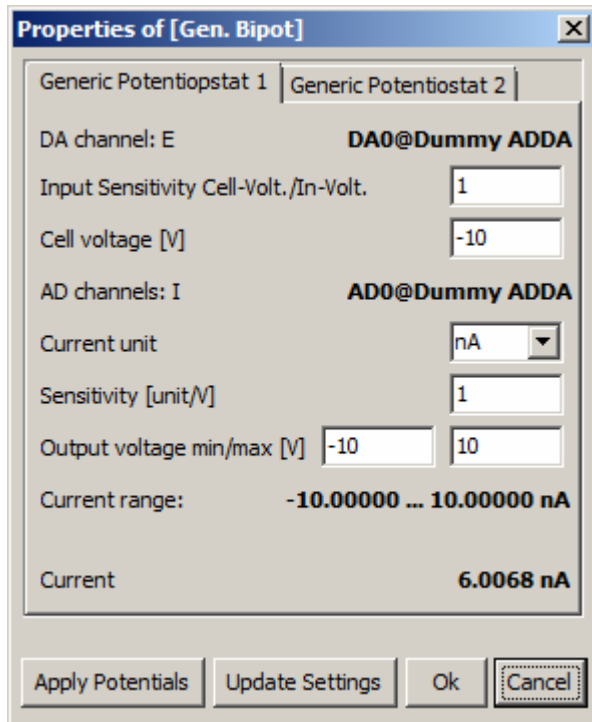 Properties of [Gen. Bipot]
Generic Potentiopstat 1 Generic Potentiostat 2
DA channel: E DA0@Dummy ADDA
Input Sensitivity Cell-Volt./In-Volt. 1
Cell voltage [V] -10
AD channels: I AD0@Dummy ADDA
Current unit nA
Sensitivity [unit/V] 1
Output voltage min/max [V] -10 10
Current range: -10.00000 ... 10.00000 nA
Current 6.0068 nA
Apply Potentials Update Settings Ok Cancel